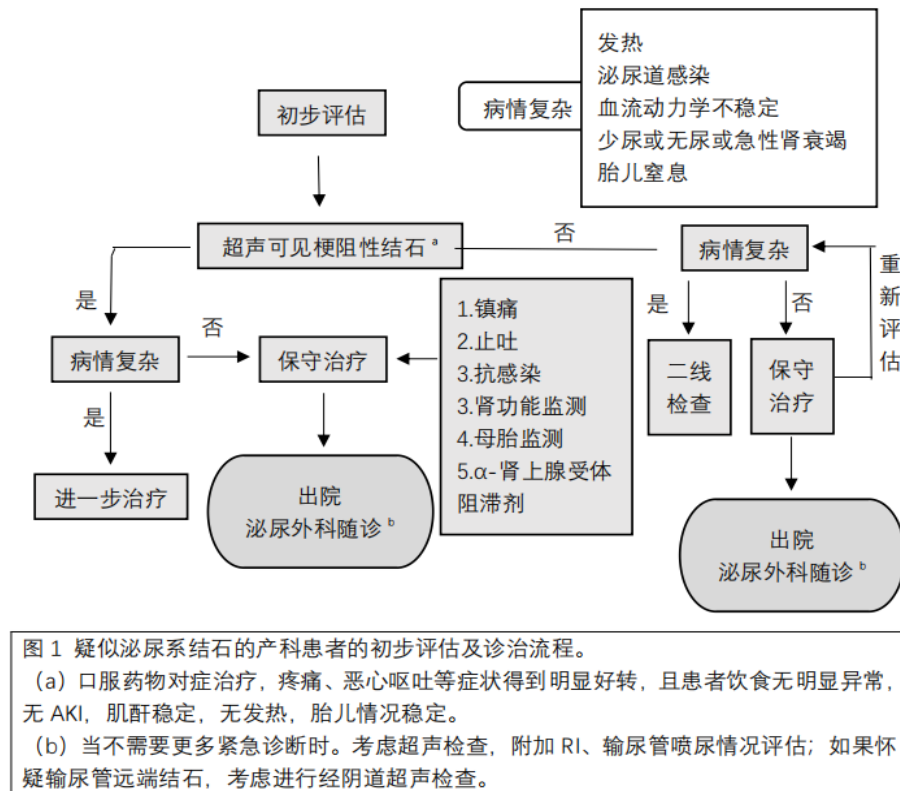 发热
泌尿道感染
血流动力学不稳定
少尿或无尿或急性肾衰竭
胎儿窒息
病情复杂
初步评估
超声可见梗阻性结石 a
否
病情复杂
重
新
评
估
是
病情复杂
否
保守治疗
1.镇痛
2.止吐
3.抗感染
3.肾功能监测
4.母胎监测
5.α-肾上腺受体
阻滞剂
是
否
二线
检查
保守
治疗
是
进一步治疗
出院
泌尿外科随诊 b
出院
泌尿外科随诊 b
图 1 疑似泌尿系结石的产科患者的初步评估及诊治流程。
（a）口服药物对症治疗，疼痛、恶心呕吐等症状得到明显好转，且患者饮食无明显异常，
无 AKI，肌酐稳定，无发热，胎儿情况稳定。
（b）当不需要更多紧急诊断时。考虑超声检查，附加 RI、输尿管喷尿情况评估；如果怀
疑输尿管远端结石，考虑进行经阴道超声检查。